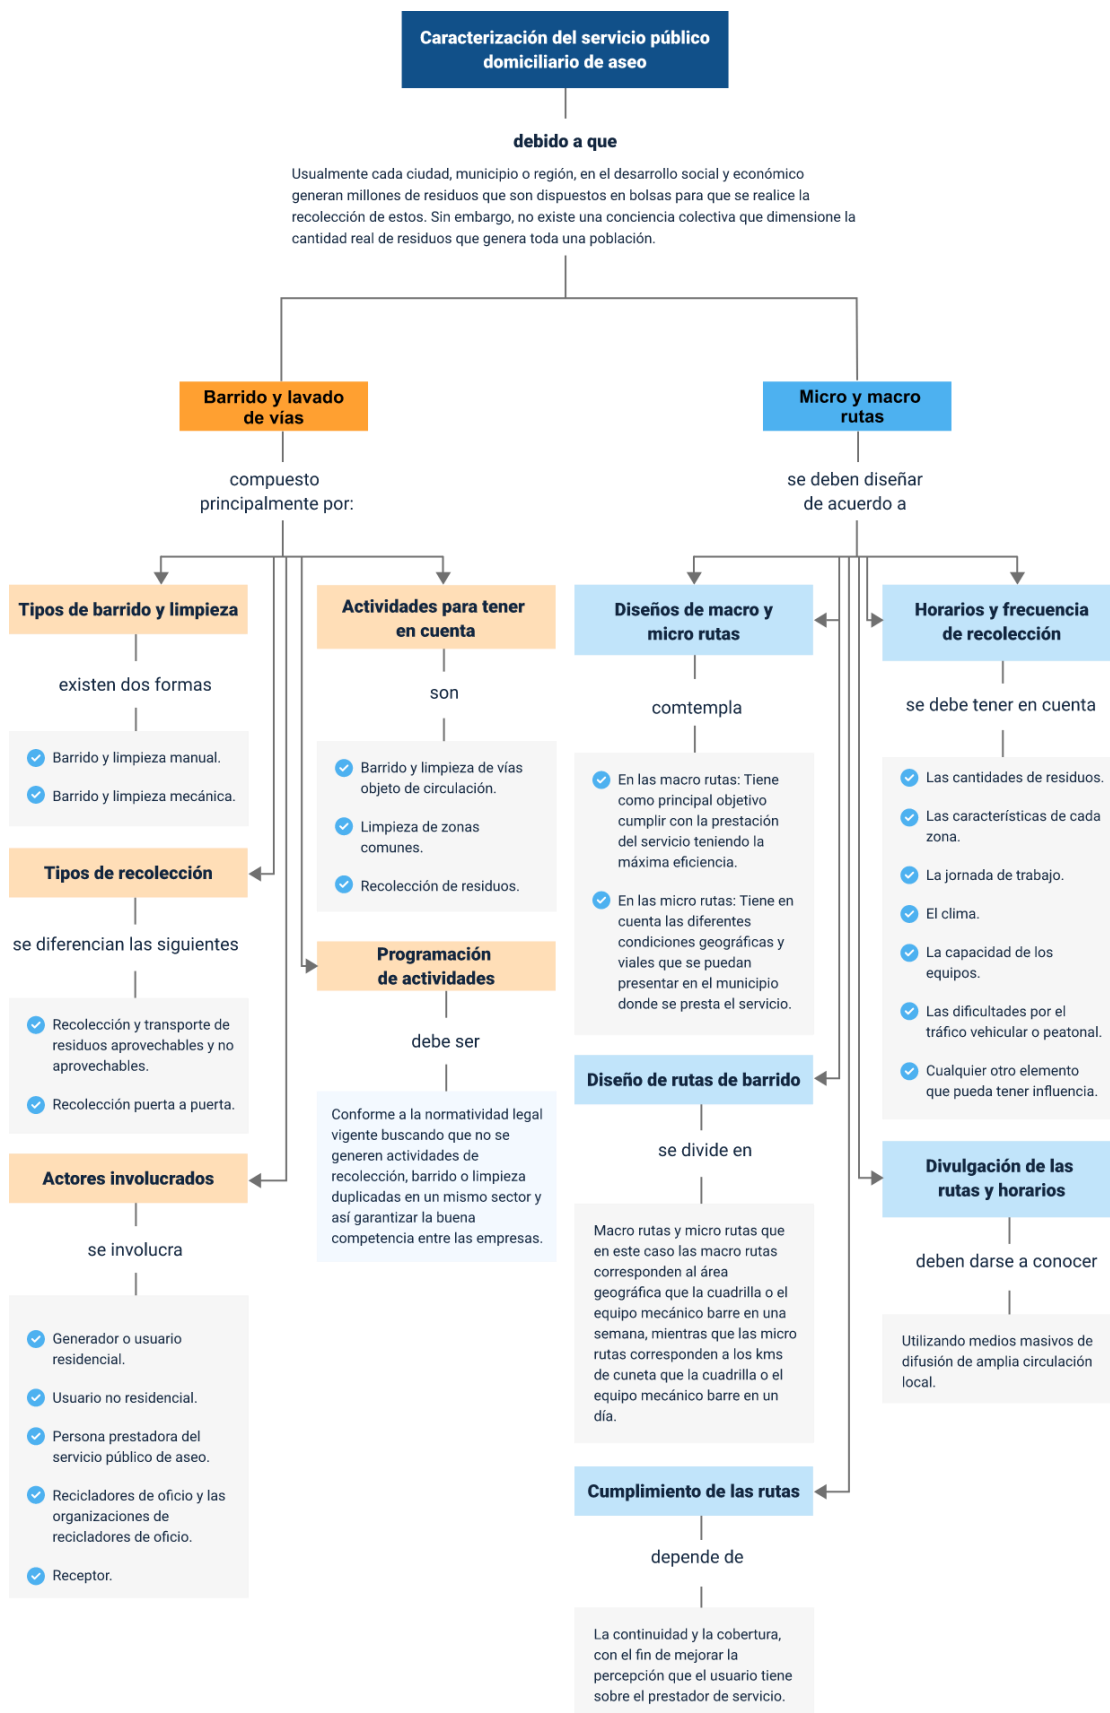 Caracterización del servicio público
domiciliario de aseo
debido a que
Usualmente cada ciudad, municipio o región, en el desarrollo social y económico
generan millones de residuos que son dispuestos en bolsas para que se realice la
recolección de estos. Sin embargo, no existe una conciencia colectiva que dimensione la
cantidad real de residuos que genera toda una población.
Barrido y lavado
de vías
compuesto
principalmente por:
Tipos de barrido y limpieza
existen dos formas
Barrido y limpieza manual.
Barrido y limpieza mecánica.
Tipos de recolección
se diferencian las siguientes
Recolección y transporte de
residuos aprovechables y no
aprovechables.
Recolección puerta a puerta.
Actores involucrados
se involucra
Generador o usuario
residencial.
Usuario no residencial.
Persona prestadora del
servicio público de aseo.
Recicladores de oficio y las
organizaciones de
recicladores de oficio.
Receptor.
Actividades para tener
en cuenta
son
Barrido y limpieza de vías
objeto de circulación.
Limpieza de zonas
comunes.
Recolección de residuos.
Programación
de actividades
debe ser
Conforme a la normatividad legal
vigente buscando que no se
generen actividades de
recolección, barrido o limpieza
duplicadas en un mismo sector y
así garantizar la buena
competencia entre las empresas.
Micro y macro
rutas
se deben diseñar
de acuerdo a
Diseños de macro y
micro rutas
comtempla
En las macro rutas: Tiene
como principal objetivo
cumplir con la prestación
del servicio teniendo la
máxima eficiencia.
En las micro rutas: Tiene en
cuenta las diferentes
condiciones geográficas y
viales que se puedan
presentar en el municipio
donde se presta el servicio.
Diseño de rutas de barrido
se divide en
Macro rutas y micro rutas que
en este caso las macro rutas
corresponden al área
geográfica que la cuadrilla o el
equipo mecánico barre en una
semana, mientras que las micro
rutas corresponden a los kms
de cuneta que la cuadrilla o el
equipo mecánico barre en un
día.
Cumplimiento de las rutas
depende de
La continuidad y la cobertura,
con el fin de mejorar la
percepción que el usuario tiene
sobre el prestador de servicio.
Horarios y frecuencia
de recolección
se debe tener en cuenta
Las cantidades de residuos.
Las características de cada
zona.
La jornada de trabajo.
El clima.
La capacidad de los
equipos.
Las dificultades por el
tráfico vehicular o peatonal.
Cualquier otro elemento
que pueda tener influencia.
Divulgación de las
rutas y horarios
deben darse a conocer
Utilizando medios masivos de
difusión de amplia circulación
local.